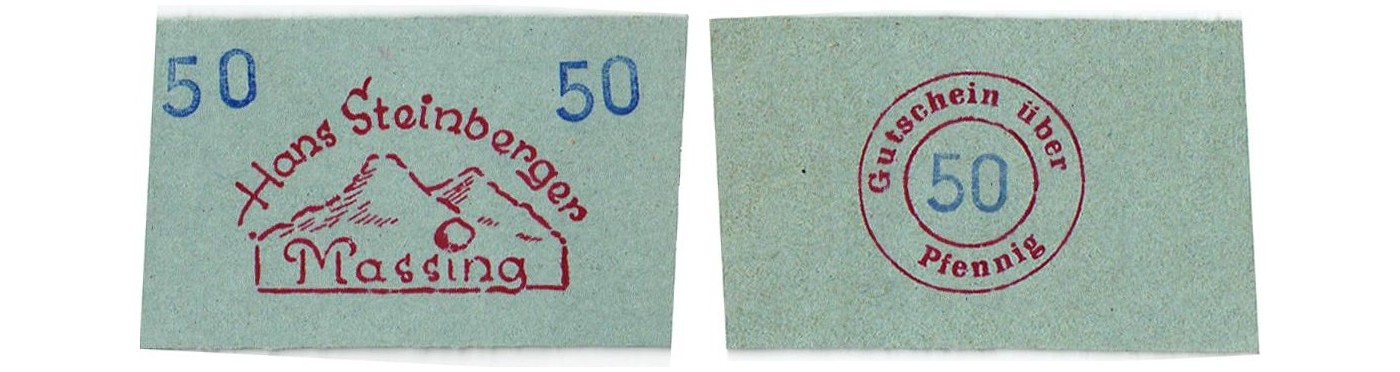 50 50
Hans Steinberger
Massing
Gutschein über
50
Pfennig